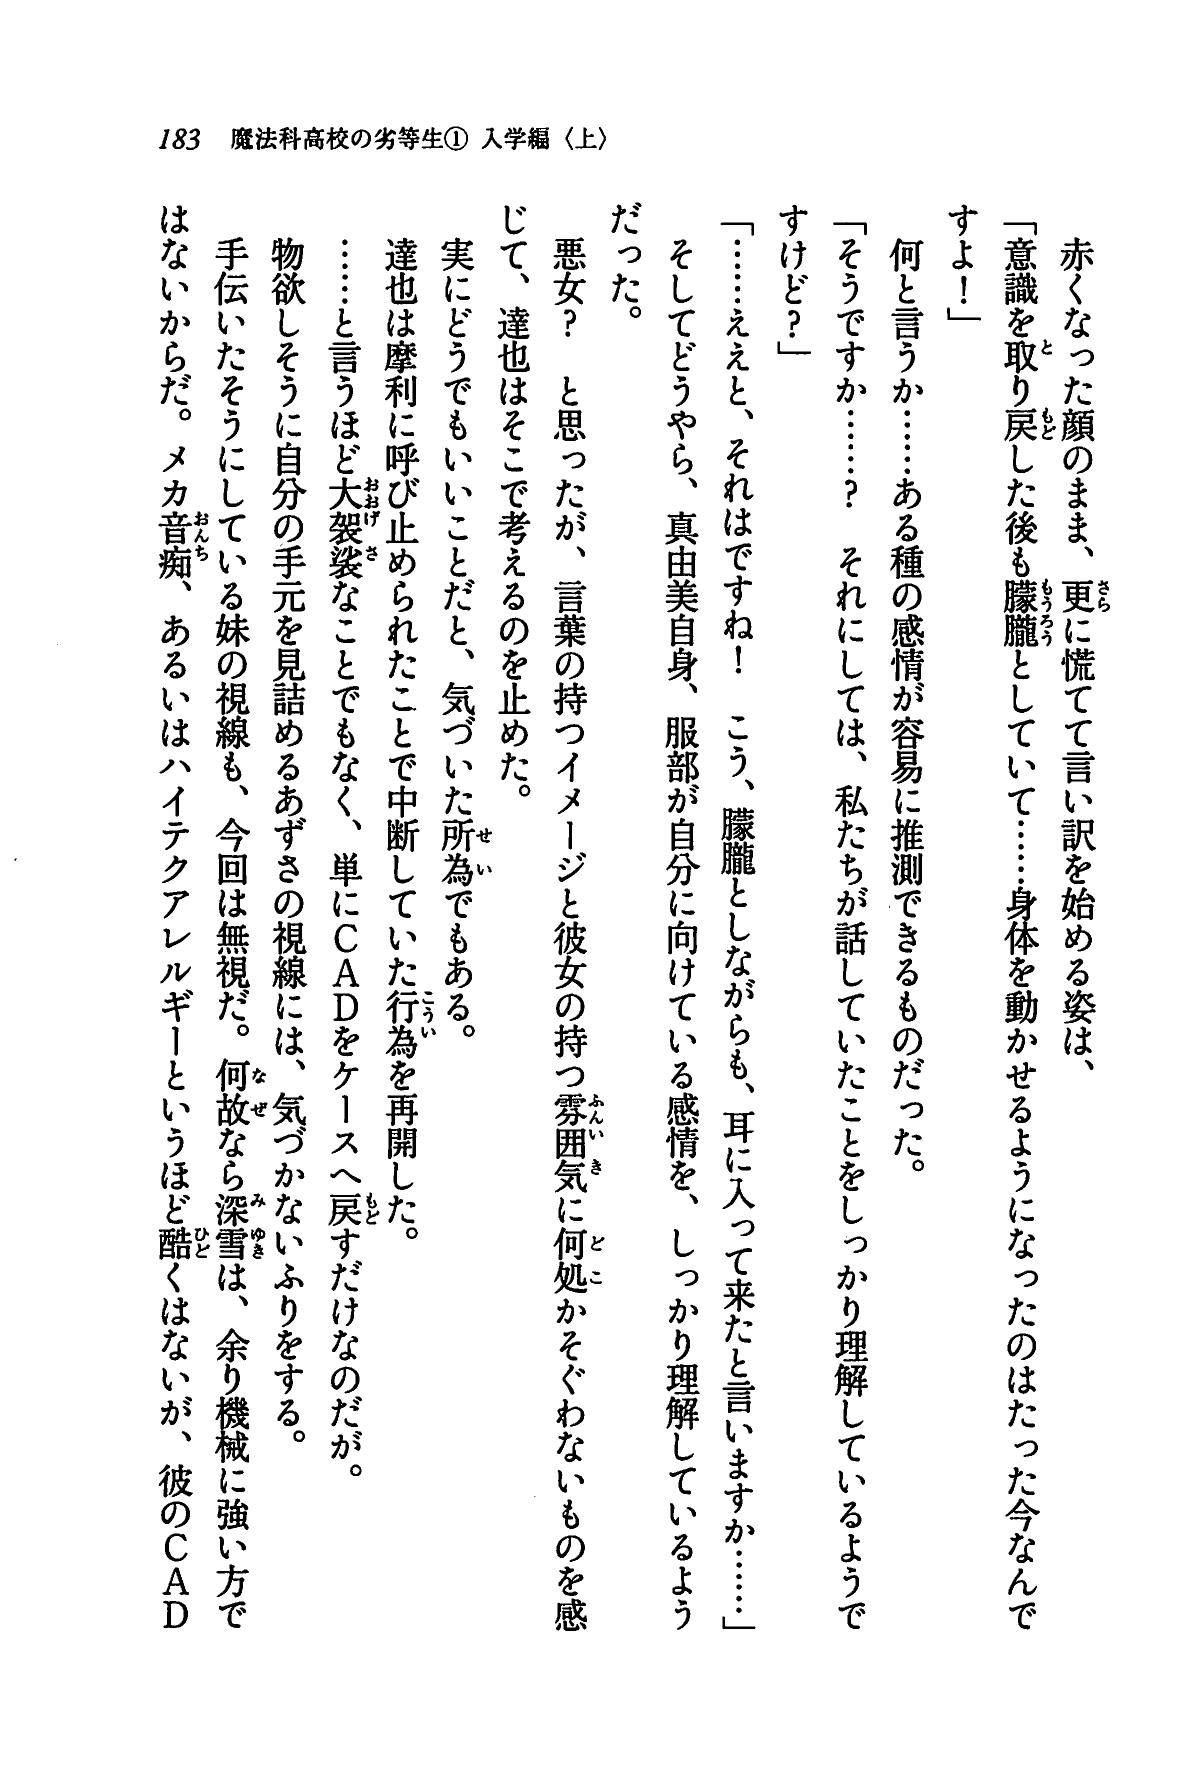 183 魔法科高校の劣等生① 入学編〈上〉
赤くなった顔のまま、更に慌てて言い訳を始める姿は、
「意識を取り戻した後も朦朧としていて……身体を動かせるようになったのはたった今なんで
すよ！」
何と言うか……ある種の感情が容易に推測できるものだった。
「そうですか……？　それにしては、私たちが話していたことをしっかり理解しているようで
すけど？」
「……ええと、それはですね！　こう、朦朧としながらも、耳に入って来たと言いますか……」
そしてどうやら、真由美自身、服部が自分に向けている感情を、しっかり理解しているよう
だった。
悪女？　と思ったが、言葉の持つイメージと彼女の持つ雰囲気に何処かそぐわないものを感
じて、達也はそこで考えるのを止めた。
実にどうでもいいことだと、気づいた所為でもある。
達也は摩利に呼び止められたことで中断していた行為を再開した。
……と言うほど大袈裟なことでもなく、単にＣＡＤをケースへ戻すだけなのだが。
物欲しそうに自分の手元を見詰めるあずさの視線には、気づかないふりをする。
手伝いたそうにしている妹の視線も、今回は無視だ。何故なら深雪は、余り機械に強い方で
はないからだ。メカ音痴、あるいはハイテクアレルギーというほど酷くはないが、彼のＣＡＤ